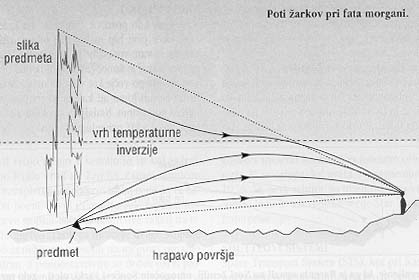 Poti žarkov pri fata morgani.
slika
predmeta
vrh temperaturne
inverzije
predmet
hrapavo površje